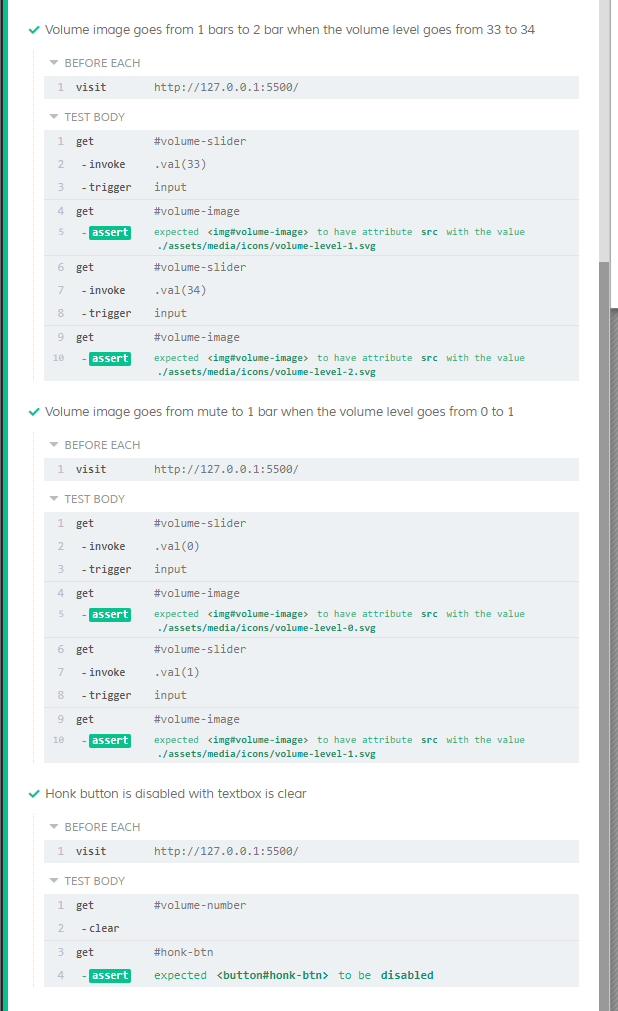 Volume image goes from 1 bars to 2 bar when the volume level goes from 33 to 34
BEFORE EACH
1 visit http://127.0.0.1:5500/
TEST BODY
1 get #volume-slider
2 -invoke .val(33)
3 -trigger input
4 get #volume-image
5 -assert expected <img#volume-image> to have attribute src with the value
./assets/media/icons/volume-level-1.svg
6 get #volume-slider
7 -invoke .val(34)
8 -trigger input
9 get #volume-image
10 -assert expected <img#volume-image> to have attribute src with the value
./assets/media/icons/volume-level-2.svg
Volume image goes from mute to 1 bar when the volume level goes from 0 to 1
BEFORE EACH
1 visit http://127.0.0.1:5500/
TEST BODY
1 get #volume-slider
2 -invoke .val(0)
3 -trigger input
4 get #volume-image
5 -assert expected <img#volume-image> to have attribute src with the value
./assets/media/icons/volume-level-0.svg
6 get #volume-slider
7 -invoke .val(1)
8 -trigger input
9 get #volume-image
10 -assert expected <img#volume-image> to have attribute src with the value
./assets/media/icons/volume-level-1.svg
Honk button is disabled with textbox is clear
BEFORE EACH
1 visit http://127.0.0.1:5500/
TEST BODY
1 get #volume-number
2 -clear
3 get #honk-btn
4 -assert expected <button#honk-btn> to be disabled